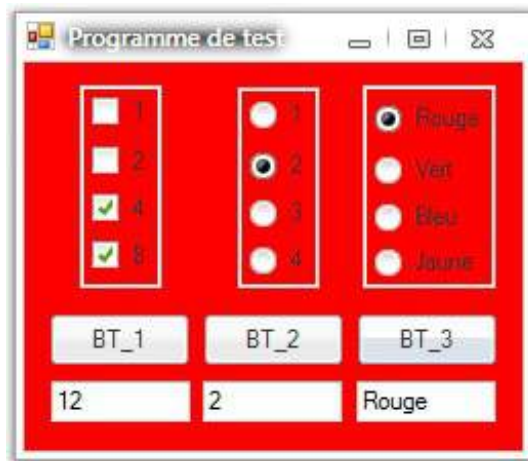 Programme de test
1 1 Rouge
2 2 Vert
4 3 Bleu
8 4 Jaune
BT_1 BT_2 BT_3
12 2 Rouge